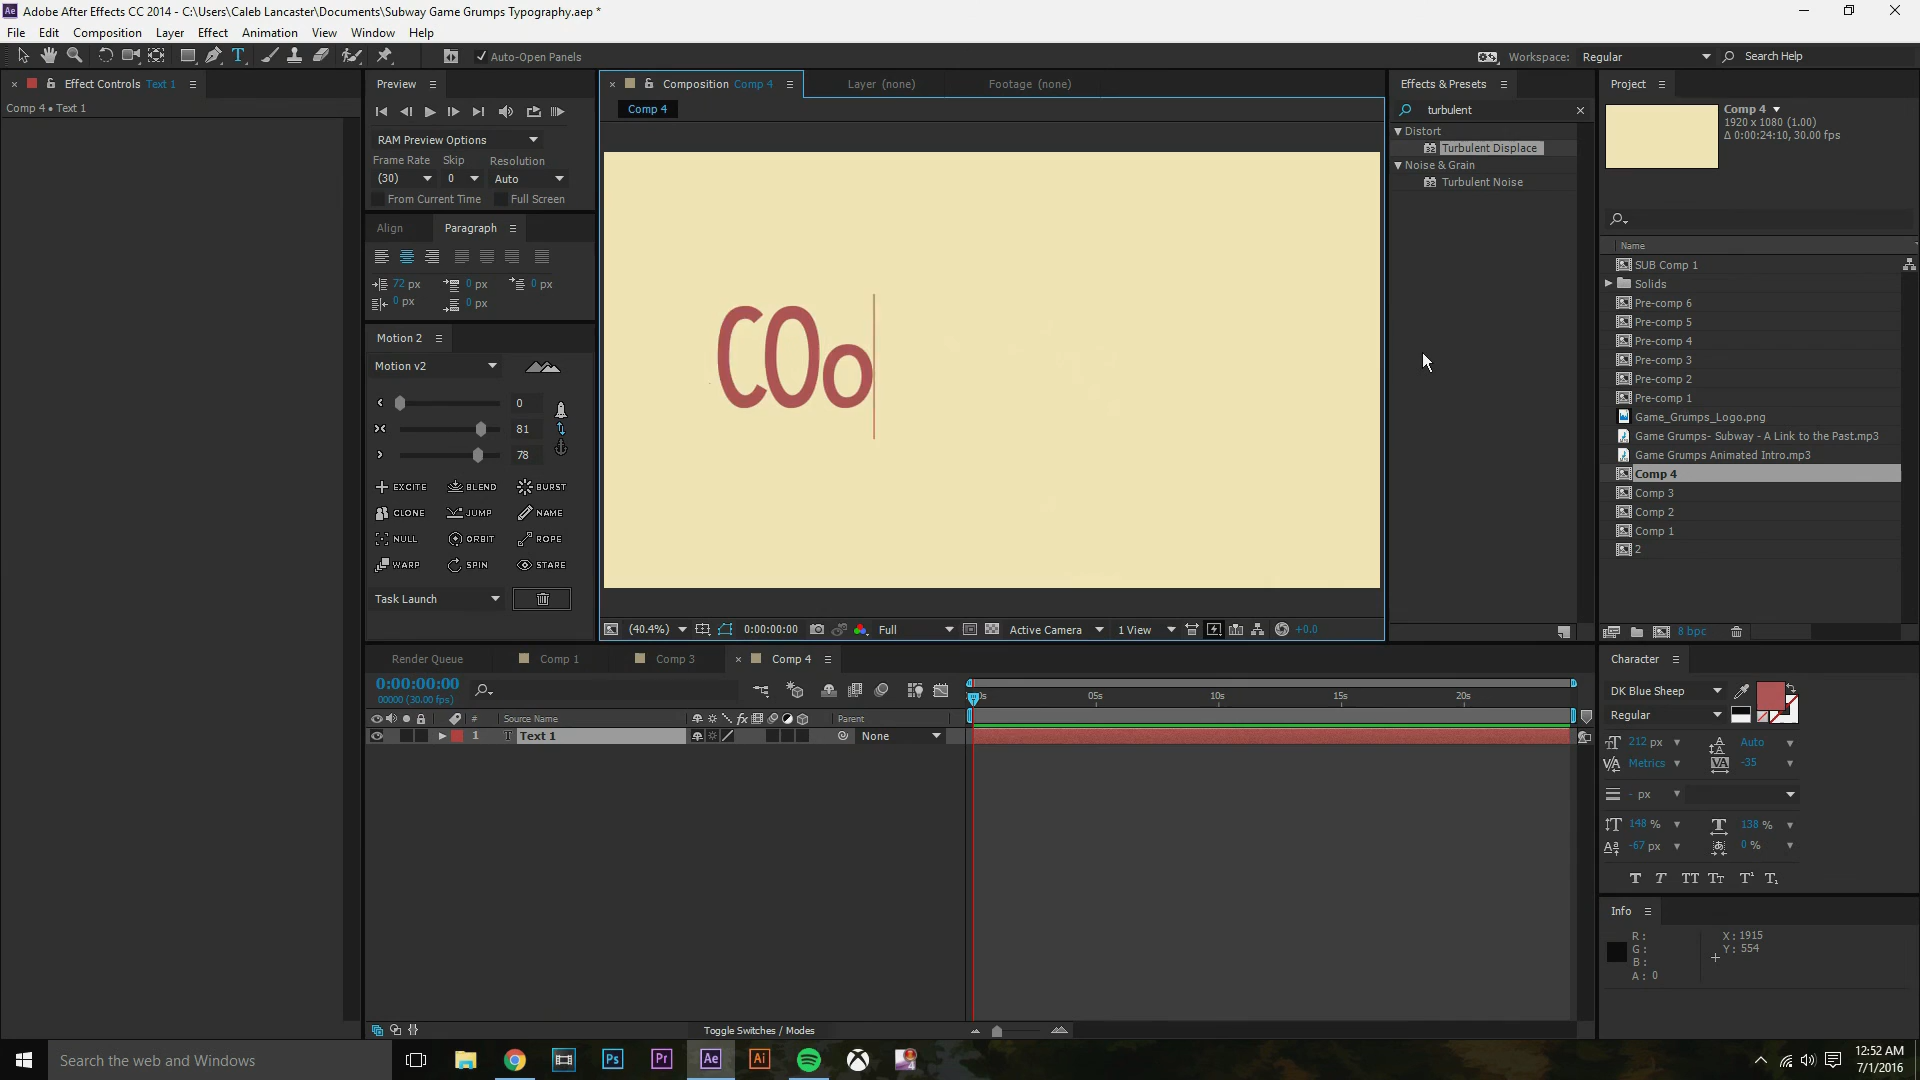 Adobe After Effects CC 2014 - C:\Users\Caleb Lancaster\Documents\Subway Game Grumps Typography.aep *
File Edit Composition Layer Effect Animation View Window Help
Auto-Open Panels
Workspace: Regular
Search Help
Effect Controls Text 1
Comp 4 • Text 1
Preview
RAM Preview Options
Frame Rate Skip Resolution
(30) 0 Auto
From Current Time Full Screen
Align Paragraph
72 px 0 px 0 px
0 px 0 px
Motion 2
Motion v2
0
81
78
EXCITE BLEND BURST
CLONE JUMP NAME
NULL ORBIT ROPE
WARP SPIN STARE
Task Launch
Composition Comp 4 Layer (none) Footage (none)
Comp 4
COo
(40.4%) 0:00:00:00 Full Active Camera 1 View +0.0
Effects & Presets
turbulent
Distort
32 Turbulent Displace
Noise & Grain
32 Turbulent Noise
Project
Comp 4
1920 x 1080 (1.00)
Δ 0:00:24:10, 30.00 fps
Name
SUB Comp 1
Solids
Pre-comp 6
Pre-comp 5
Pre-comp 4
Pre-comp 3
Pre-comp 2
Pre-comp 1
Game_Grumps_Logo.png
Game Grumps- Subway - A Link to the Past.mp3
Game Grumps Animated Intro.mp3
Comp 4
Comp 3
Comp 2
Comp 1
2
8 bpc
Render Queue Comp 1 Comp 3 Comp 4
0:00:00:00
00000 (30.00 fps)
# Source Name fx Parent
1 T Text 1 None
05s 10s 15s 20s
Toggle Switches / Modes
Character
DK Blue Sheep
Regular
212 px Auto
Metrics -35
- px
148 % 138 %
-67 px 0 %
T T TT Tт T¹ T₁
Info
R : X : 1915
G : Y : 554
B :
A : 0
Search the web and Windows
Ps Pr Ae Ai
12:52 AM
7/1/2016